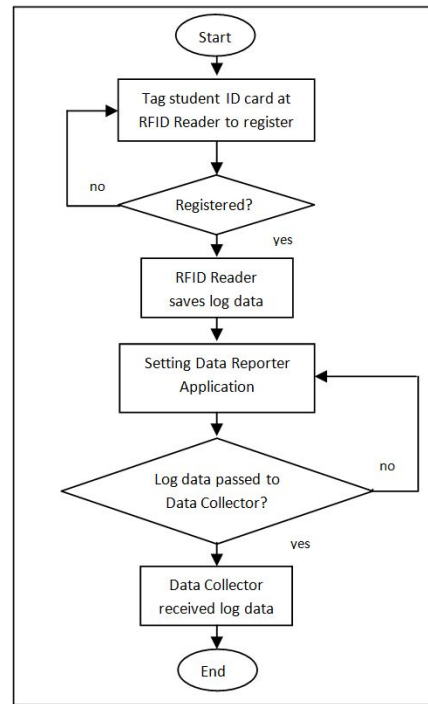 Start
Tag student ID card at
RFID Reader to register
no
Registered?
yes
RFID Reader
saves log data
Setting Data Reporter
Application
no
Log data passed to
Data Collector?
yes
Data Collector
received log data
End